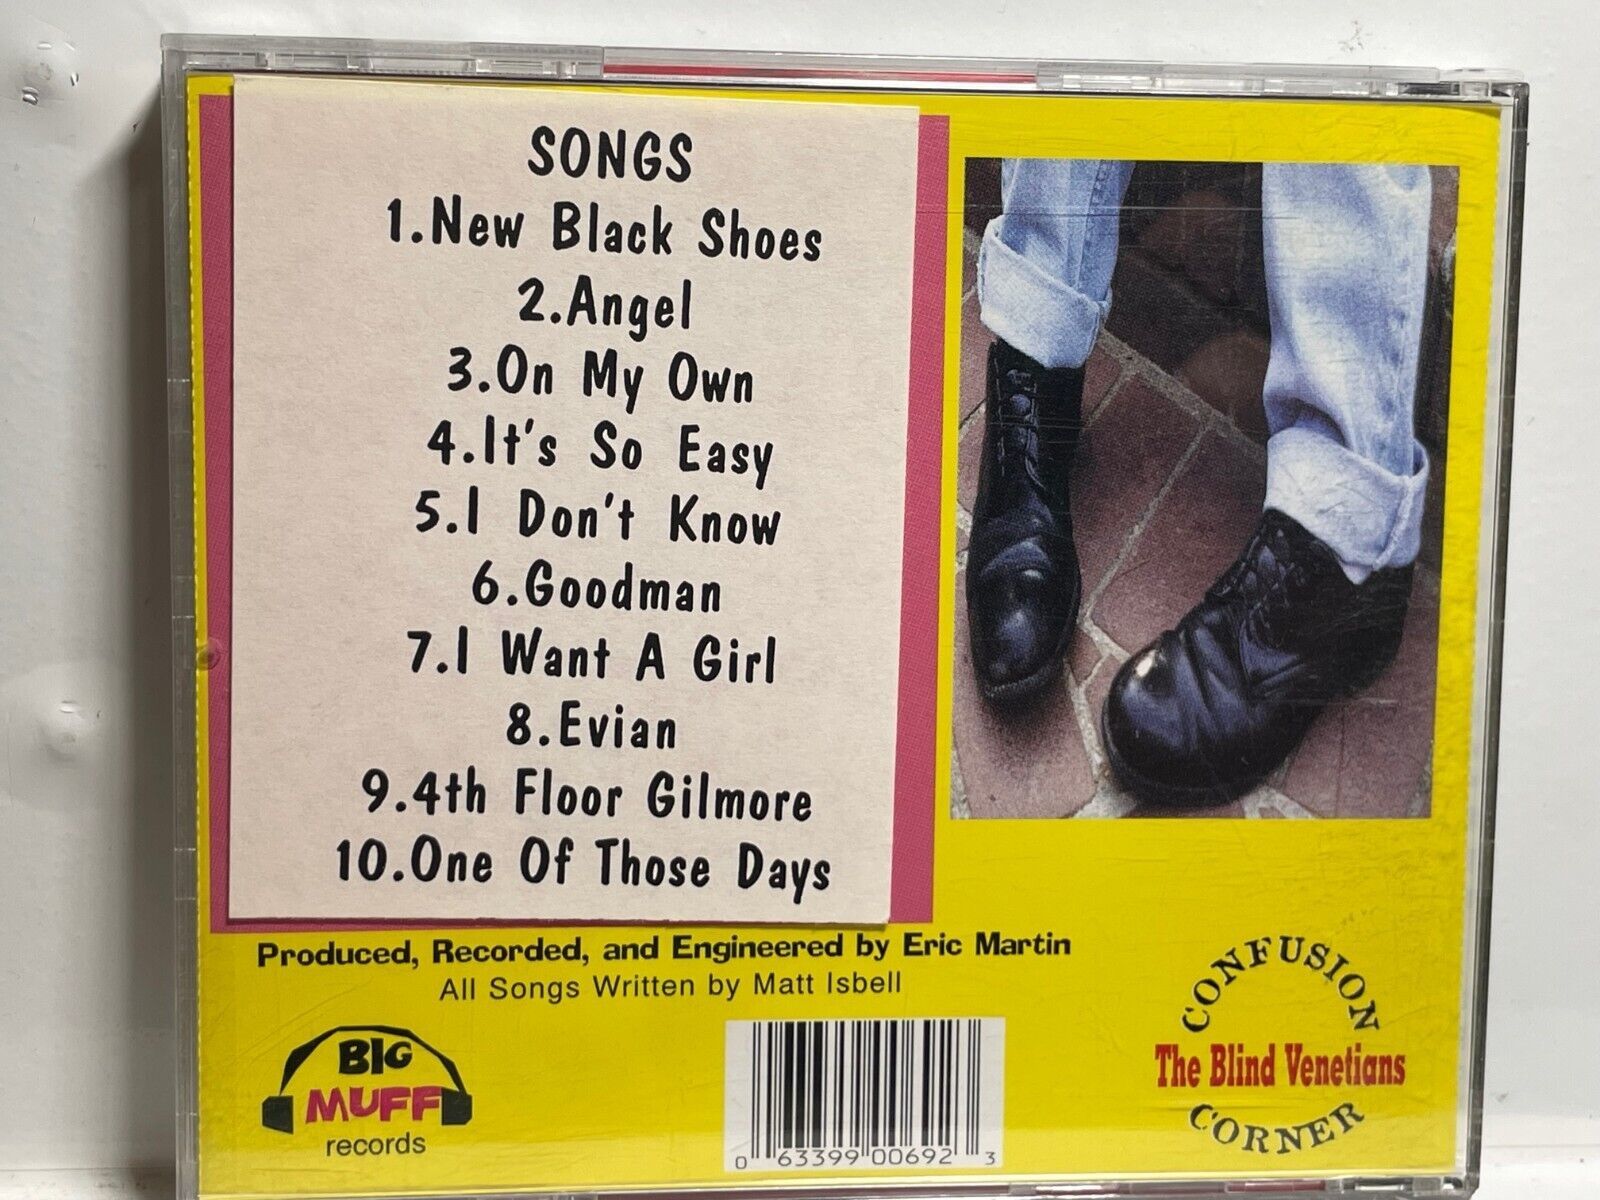 SONGS
1.New Black Shoes
2.Angel
3.On My Own
4.It's So Easy
5.I Don't Know
6.Goodman
7.I Want A Girl
8.Evian
9.4th Floor Gilmore
10.One Of Those Days
Produced, Recorded, and Engineered by Eric Martin
All Songs Written by Matt Isbell
BIG
MUFF
records
0 63399 00692 3
CONFUSION
The Blind Venetians
CORNER